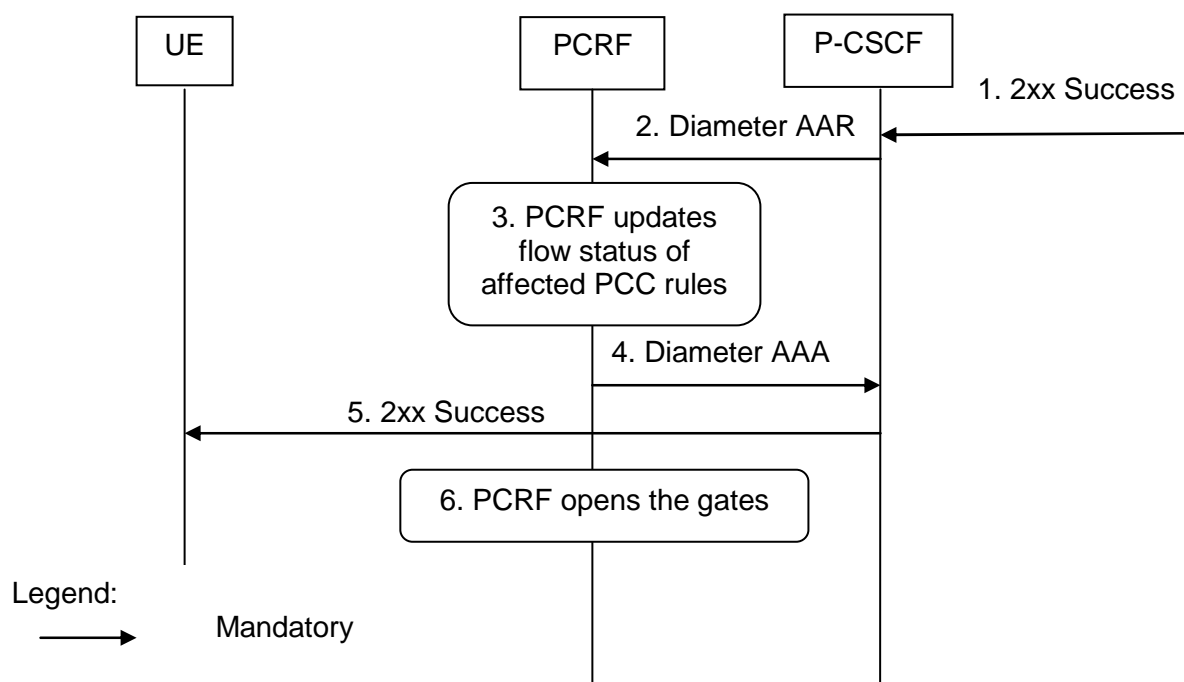 UE
PCRF
P-CSCF
1. 2xx Success
2. Diameter AAR
3. PCRF updates
flow status of
affected PCC rules
4. Diameter AAA
5. 2xx Success
6. PCRF opens the gates
Legend:
Mandatory